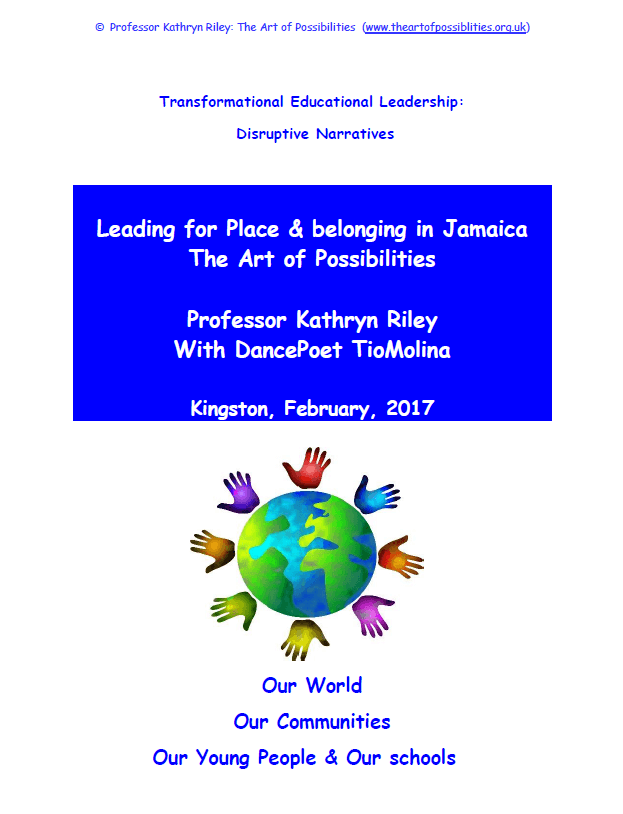 © Professor Kathryn Riley: The Art of Possibilities (www.theartofpossiblities.org.uk)
Transformational Educational Leadership:
Disruptive Narratives
Leading for Place & belonging in Jamaica
The Art of Possibilities
Professor Kathryn Riley
With DancePoet TioMolina
Kingston, February, 2017
Our World
Our Communities
Our Young People & Our schools